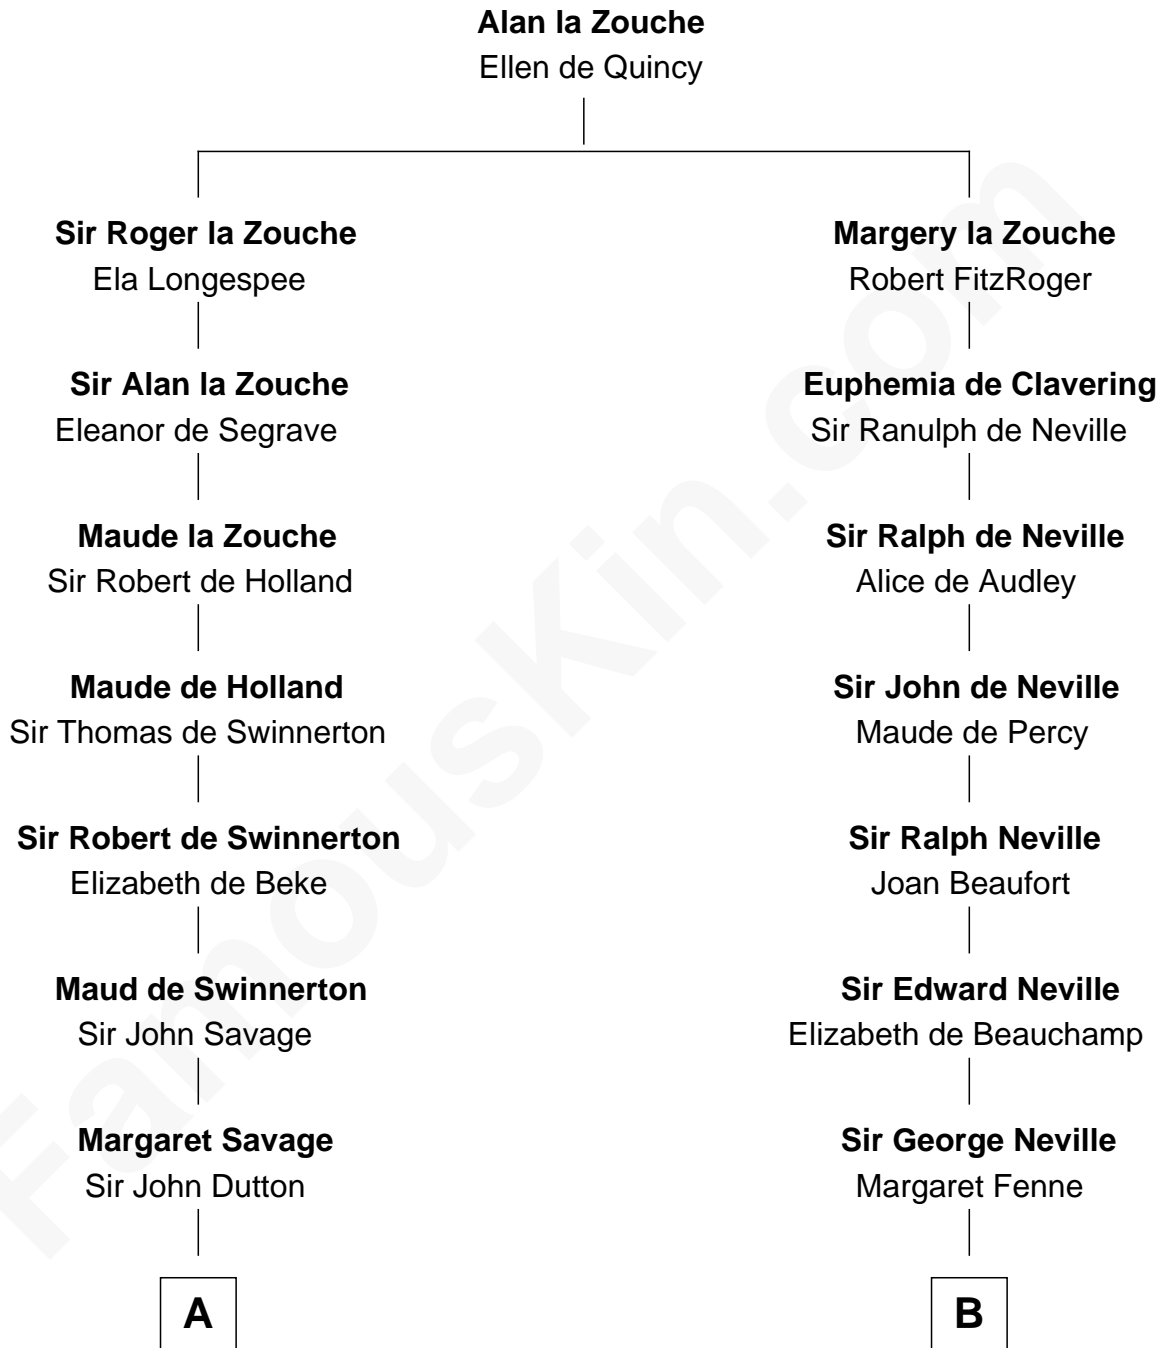 Alan la Zouche
Ellen de Quincy
Sir Roger la Zouche
Ela Longespee
Sir Alan la Zouche
Eleanor de Segrave
Maude la Zouche
Sir Robert de Holland
Maude de Holland
Sir Thomas de Swinnerton
Sir Robert de Swinnerton
Elizabeth de Beke
Maud de Swinnerton
Sir John Savage
Margaret Savage
Sir John Dutton
A
Margery la Zouche
Robert FitzRoger
Euphemia de Clavering
Sir Ranulph de Neville
Sir Ralph de Neville
Alice de Audley
Sir John de Neville
Maude de Percy
Sir Ralph Neville
Joan Beaufort
Sir Edward Neville
Elizabeth de Beauchamp
Sir George Neville
Margaret Fenne
B
FamousKin.com